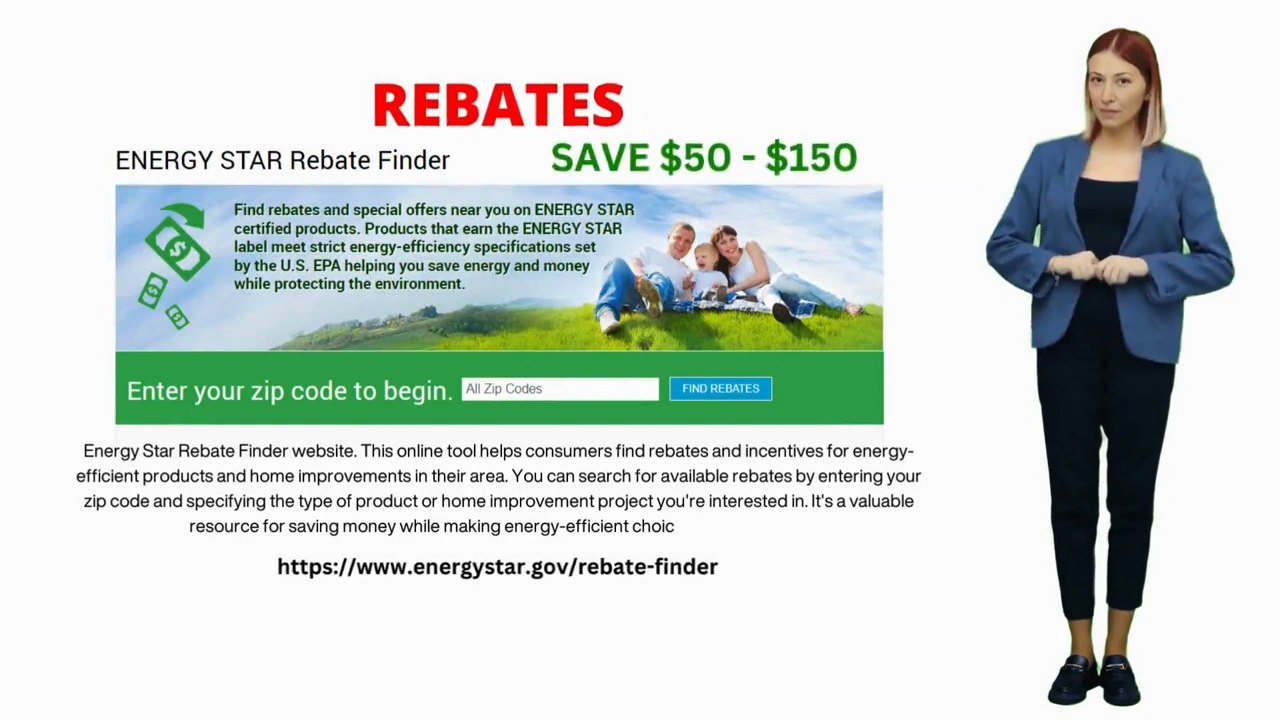 REBATES
ENERGY STAR Rebate Finder
SAVE $50 - $150
Find rebates and special offers near you on ENERGY STAR
certified products. Products that earn the ENERGY STAR
label meet strict energy-efficiency specifications set
by the U.S. EPA helping you save energy and money
while protecting the environment.
Enter your zip code to begin.
All Zip Codes
FIND REBATES
Energy Star Rebate Finder website. This online tool helps consumers find rebates and incentives for energy-
efficient products and home improvements in their area. You can search for available rebates by entering your
zip code and specifying the type of product or home improvement project you're interested in. It's a valuable
resource for saving money while making energy-efficient choic
https://www.energystar.gov/rebate-finder